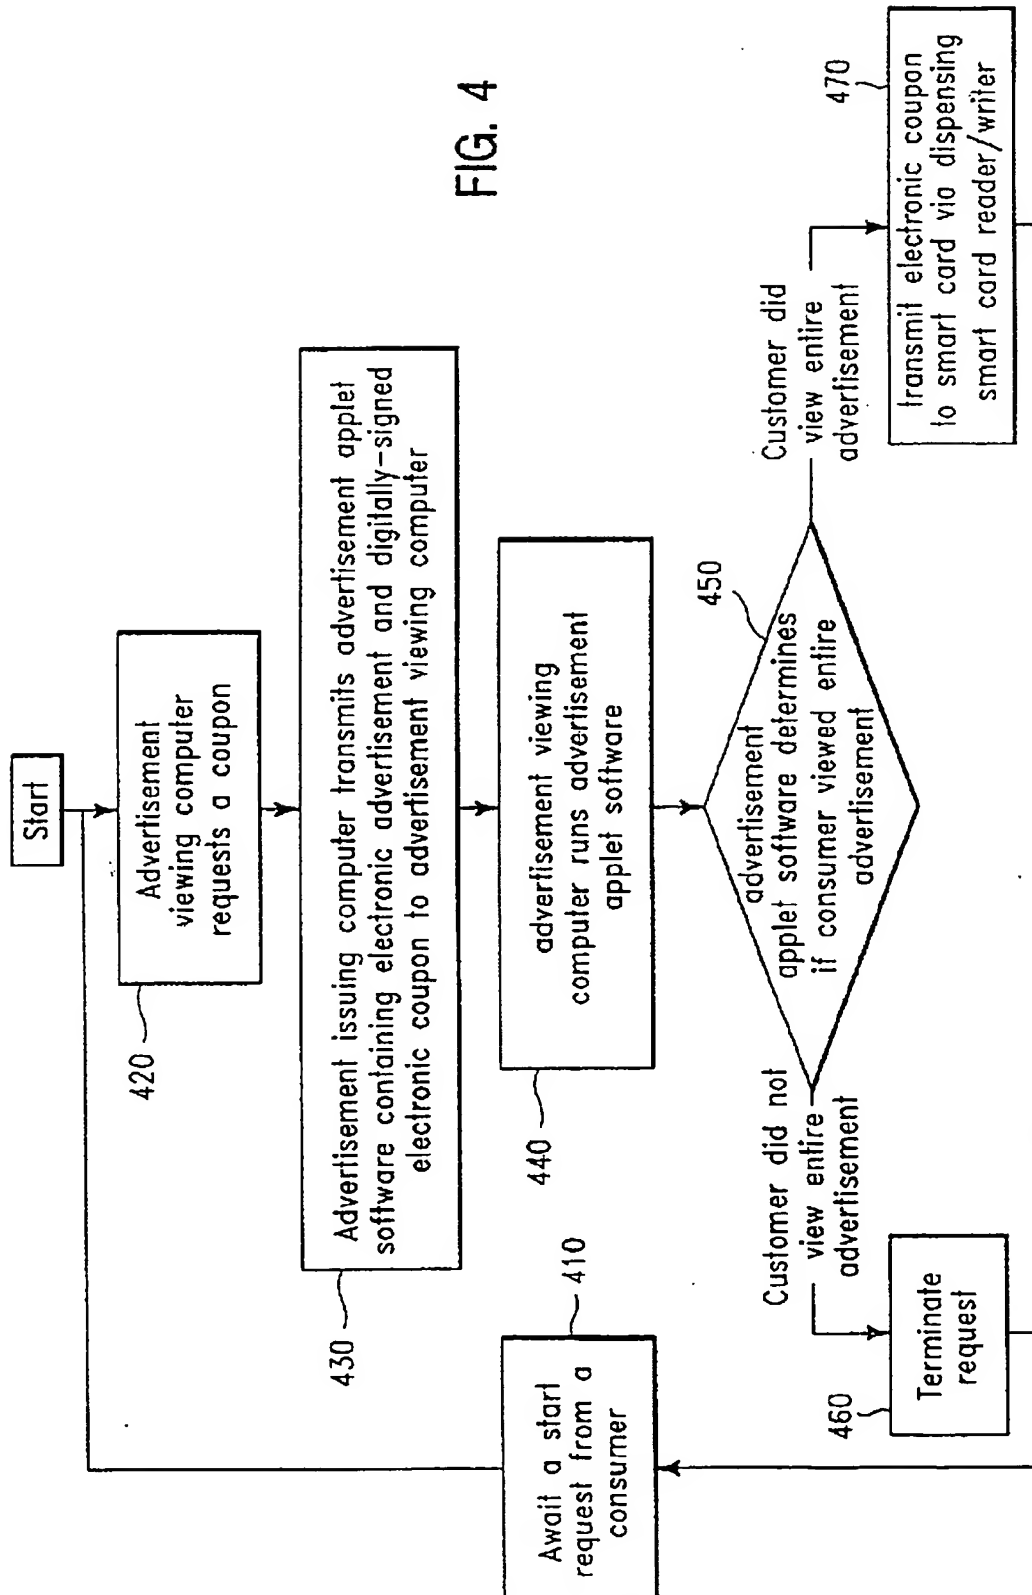 FIG. 4
Start
Advertisement
viewing computer
requests a coupon
420
Advertisement issuing computer transmits advertisement applet
software containing electronic advertisement and digitally-signed
electronic coupon to advertisement viewing computer
430
advertisement viewing
computer runs advertisement
applet software
440
advertisement
applet software determines
if consumer viewed entire
advertisement
450
Customer did not
view entire
advertisement
Customer did
view entire
advertisement
Terminate
request
460
transmit electronic coupon
to smart card via dispensing
smart card reader/writer
470
Await a start
request from a
consumer
410